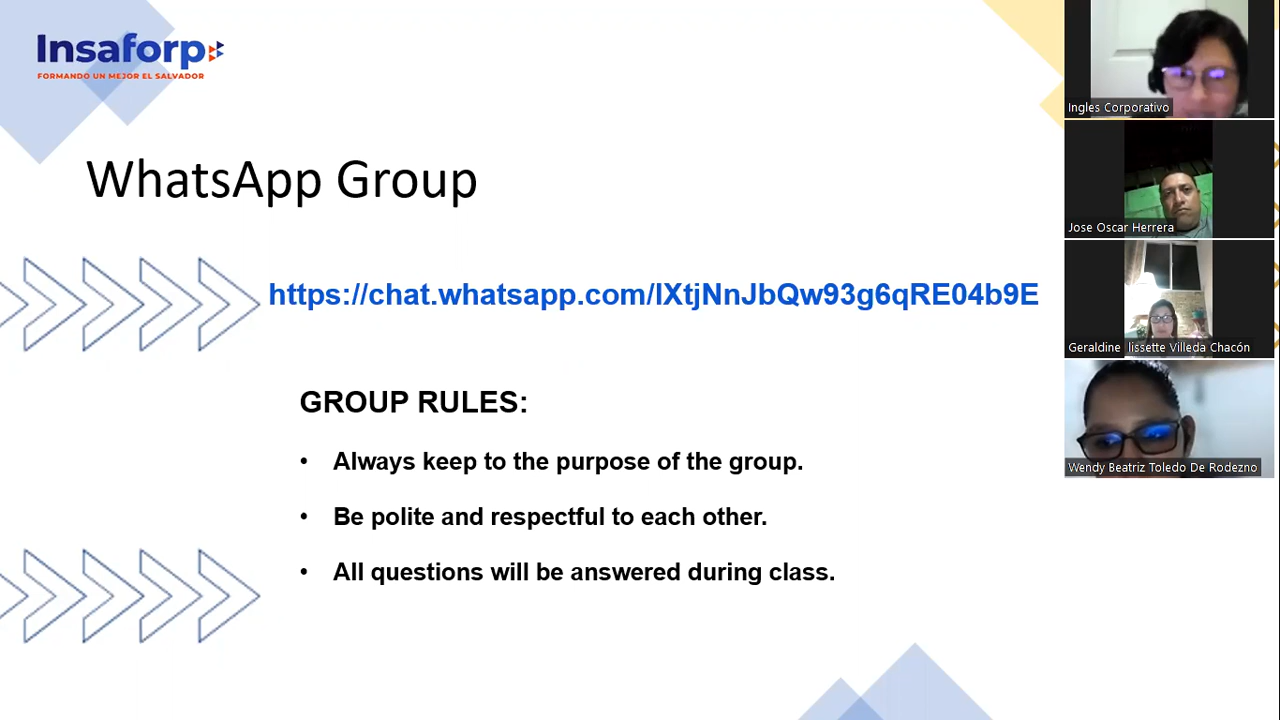 Insaforp
FORMANDO UN MEJOR EL SALVADOR
WhatsApp Group
https://chat.whatsapp.com/IXtjNnJbQw93g6qRE04b9E
GROUP RULES:
• Always keep to the purpose of the group.
• Be polite and respectful to each other.
• All questions will be answered during class.
Ingles Corporativo
Jose Oscar Herrera
Geraldine lissette Villeda Chacón
Wendy Beatriz Toledo De Rodezno